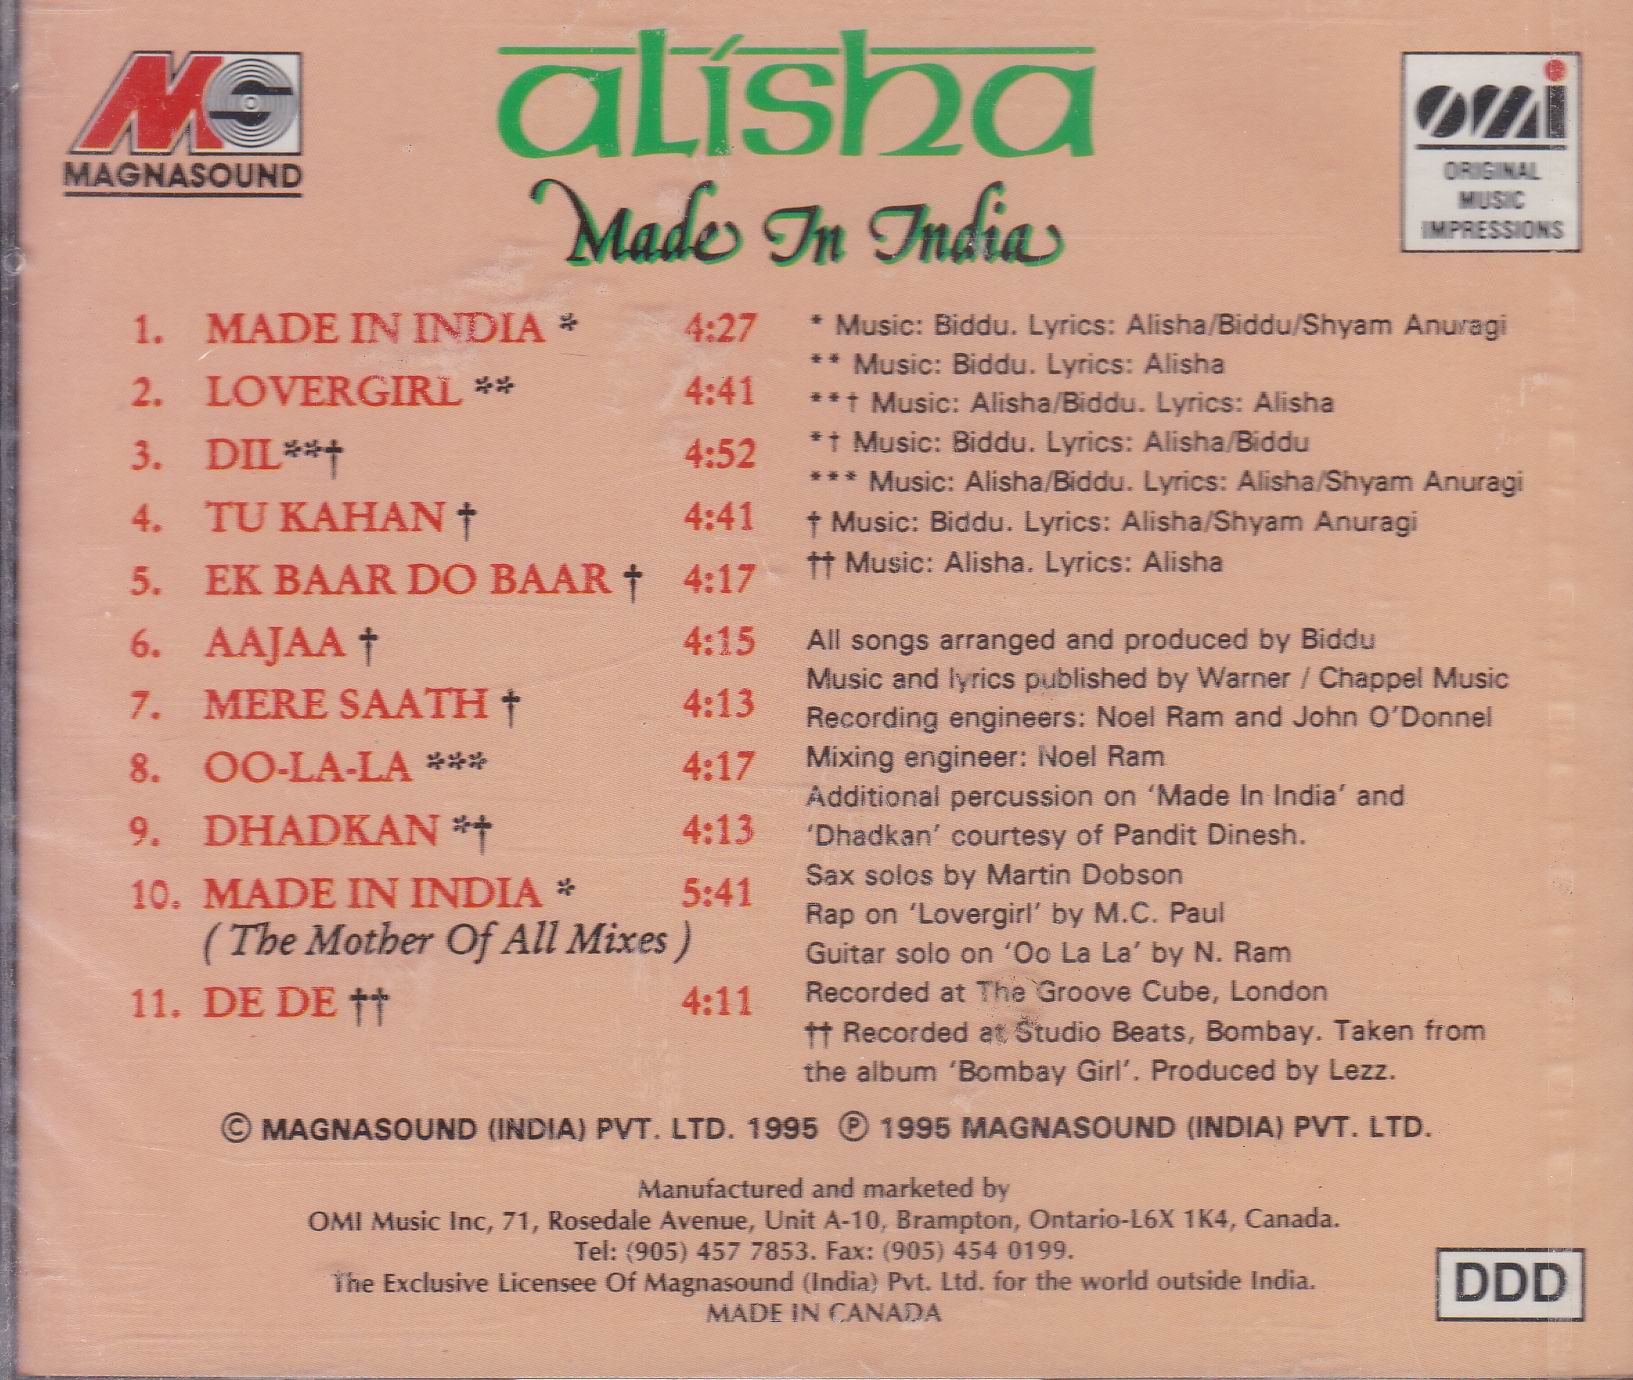 MS
MAGNASOUND
alisha
Made In India
omi
ORIGINAL
MUSIC
IMPRESSIONS
1. MADE IN INDIA * 4:27
2. LOVERGIRL ** 4:41
3. DIL**† 4:52
4. TU KAHAN † 4:41
5. EK BAAR DO BAAR † 4:17
6. AAJAA † 4:15
7. MERE SAATH † 4:13
8. OO-LA-LA *** 4:17
9. DHADKAN *† 4:13
10. MADE IN INDIA * 5:41
( The Mother Of All Mixes )
11. DE DE †† 4:11
* Music: Biddu. Lyrics: Alisha/Biddu/Shyam Anuragi
** Music: Biddu. Lyrics: Alisha
**† Music: Alisha/Biddu. Lyrics: Alisha
*† Music: Biddu. Lyrics: Alisha/Biddu
*** Music: Alisha/Biddu. Lyrics: Alisha/Shyam Anuragi
† Music: Biddu. Lyrics: Alisha/Shyam Anuragi
†† Music: Alisha. Lyrics: Alisha
All songs arranged and produced by Biddu
Music and lyrics published by Warner / Chappel Music
Recording engineers: Noel Ram and John O'Donnel
Mixing engineer: Noel Ram
Additional percussion on 'Made In India' and
'Dhadkan' courtesy of Pandit Dinesh.
Sax solos by Martin Dobson
Rap on 'Lovergirl' by M.C. Paul
Guitar solo on 'Oo La La' by N. Ram
Recorded at The Groove Cube, London
†† Recorded at Studio Beats, Bombay. Taken from
the album 'Bombay Girl'. Produced by Lezz.
© MAGNASOUND (INDIA) PVT. LTD. 1995 ℗ 1995 MAGNASOUND (INDIA) PVT. LTD.
Manufactured and marketed by
OMI Music Inc, 71, Rosedale Avenue, Unit A-10, Brampton, Ontario-L6X 1K4, Canada.
Tel: (905) 457 7853. Fax: (905) 454 0199.
The Exclusive Licensee Of Magnasound (India) Pvt. Ltd. for the world outside India.
MADE IN CANADA
DDD